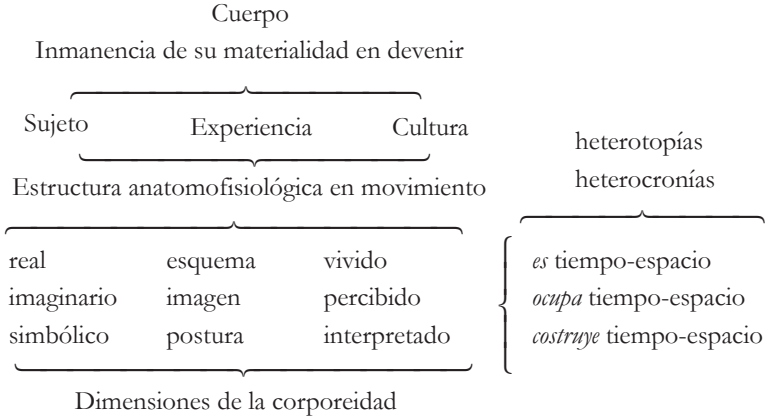 Cuerpo
Inmanencia de su materialidad en devenir
Sujeto Experiencia Cultura
Estructura anatomofisiológica en movimiento
heterotopías
heterocronías
real esquema vivido
imaginario imagen percibido
simbólico postura interpretado
es tiempo-espacio
ocupa tiempo-espacio
costruye tiempo-espacio
Dimensiones de la corporeidad